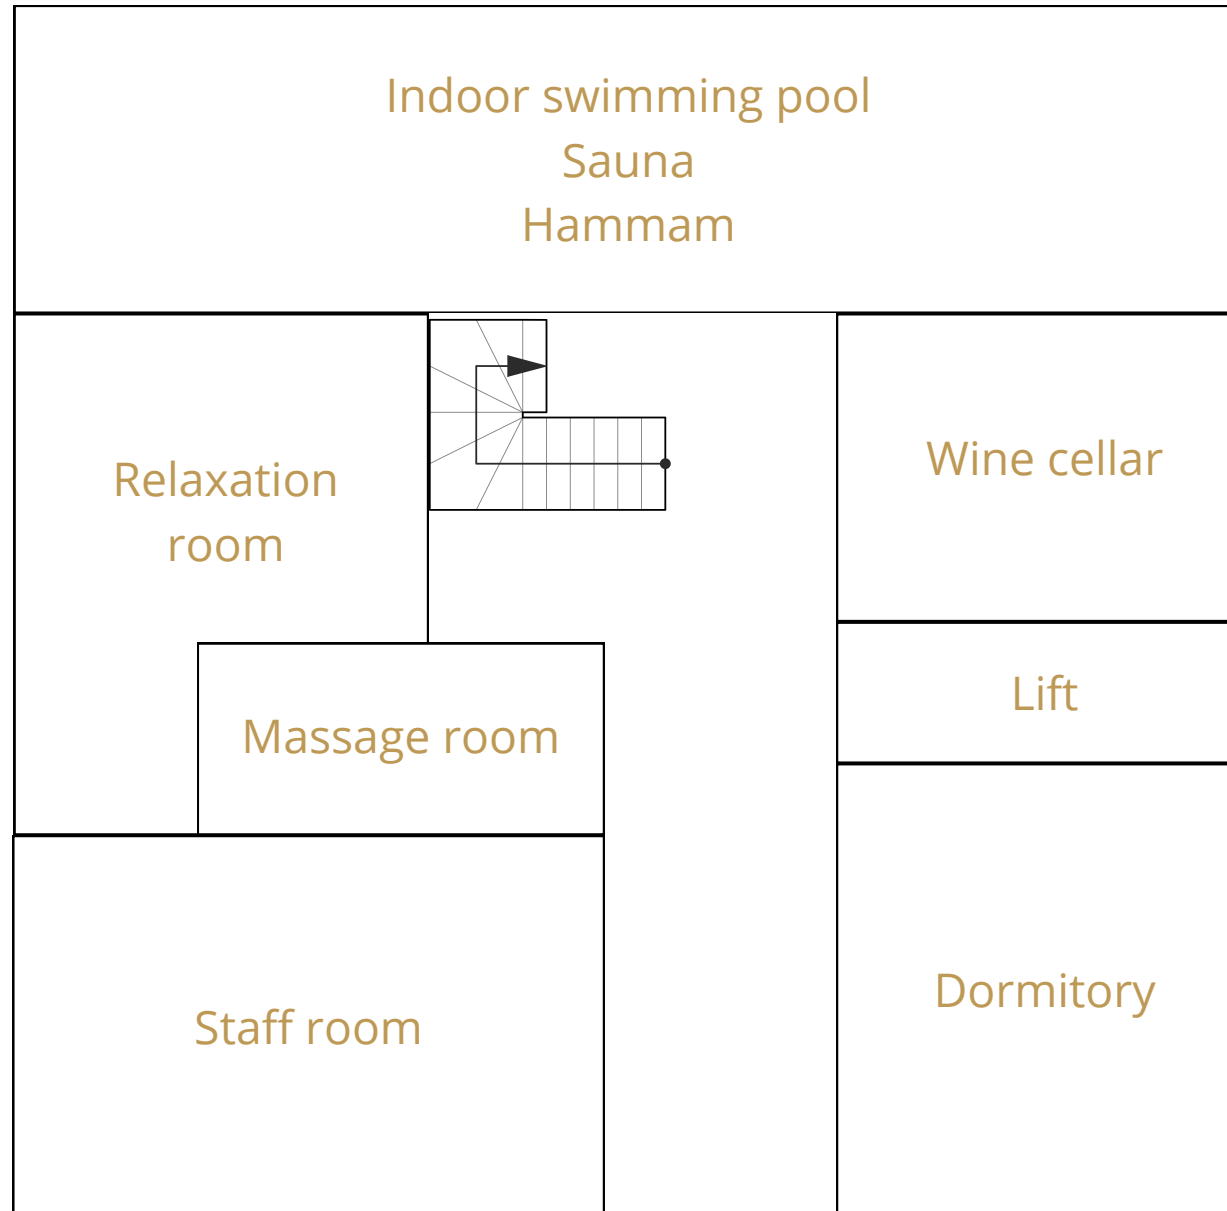 Indoor swimming pool
Sauna
Hammam
Relaxation
room
Wine cellar
Lift
Massage room
Dormitory
Staff room